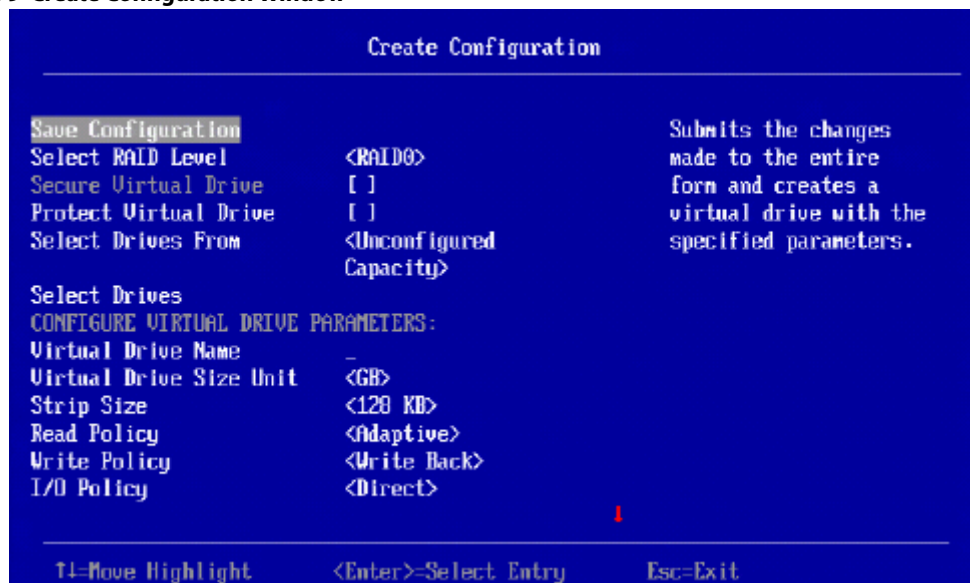 Create Configuration Window
Create Configuration
Save Configuration
Submits the changes
Select RAID Level <RAID0> made to the entire
Secure Virtual Drive [ ] form and creates a
Protect Virtual Drive [ ] virtual drive with the
Select Drives From <Unconfigured specified parameters.
Capacity>
Select Drives
CONFIGURE VIRTUAL DRIVE PARAMETERS:
Virtual Drive Name _
Virtual Drive Size Unit <GB>
Strip Size <128 KB>
Read Policy <Adaptive>
Write Policy <Write Back>
I/O Policy <Direct>
↓
↑↓=Move Highlight <Enter>=Select Entry Esc=Exit